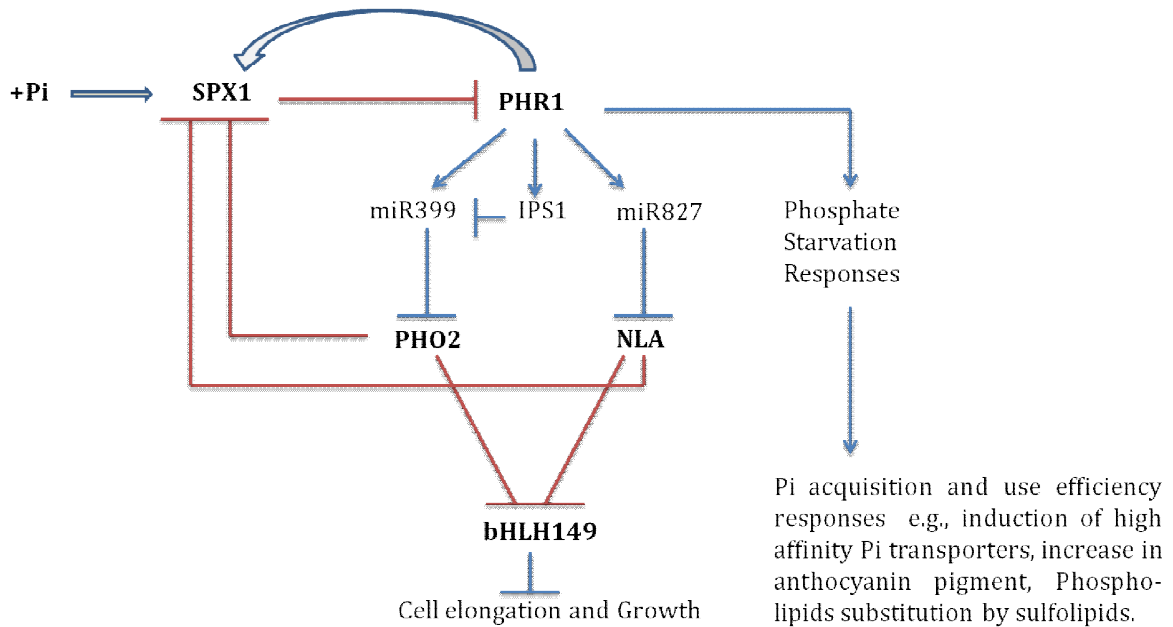 +Pi
SPX1
PHR1
miR399
IPS1
miR827
Phosphate
Starvation
Responses
PHO2
NLA
bHLH149
Cell elongation and Growth
Pi acquisition and use efficiency
responses e.g., induction of high
affinity Pi transporters, increase in
anthocyanin pigment, Phospho-
lipids substitution by sulfolipids.